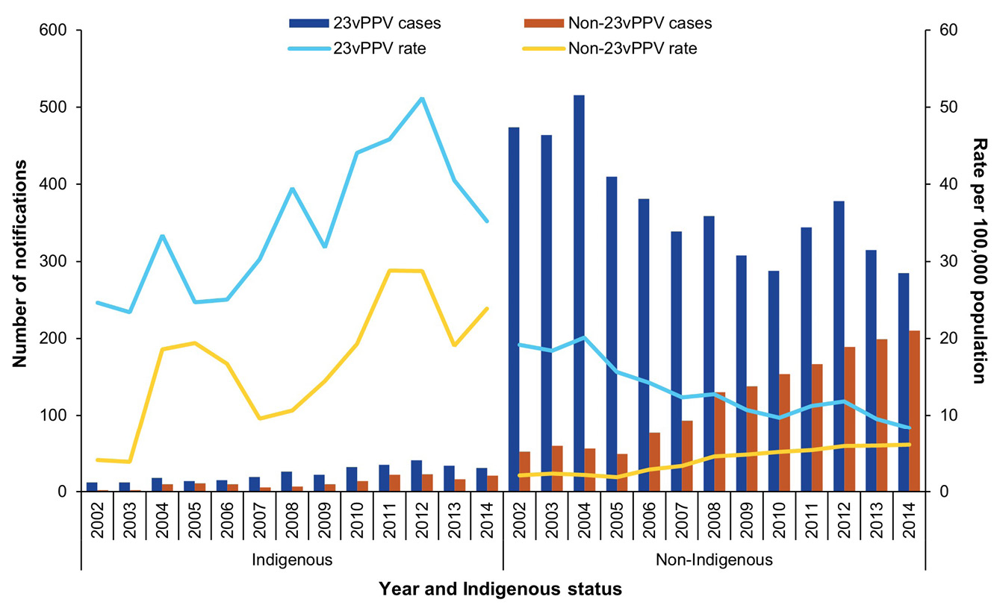 23vPPV cases
Non-23vPPV cases
23vPPV rate
Non-23vPPV rate
Number of notifications
600
500
400
300
200
100
0
60
50
40
30
20
10
0
Rate per 100,000 population
2002 2003 2004 2005 2006 2007 2008 2009 2010 2011 2012 2013 2014 2002 2003 2004 2005 2006 2007 2008 2009 2010 2011 2012 2013 2014
Indigenous Non-Indigenous
Year and Indigenous status